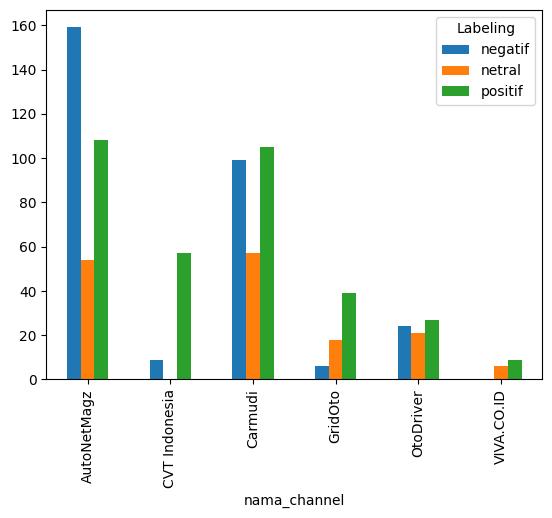 Labeling
negatif
netral
positif
160
140
120
100
80
60
40
20
0
AutoNetMagz
CVT Indonesia
Carmudi
GridOto
OtoDriver
VIVA.CO.ID
nama_channel